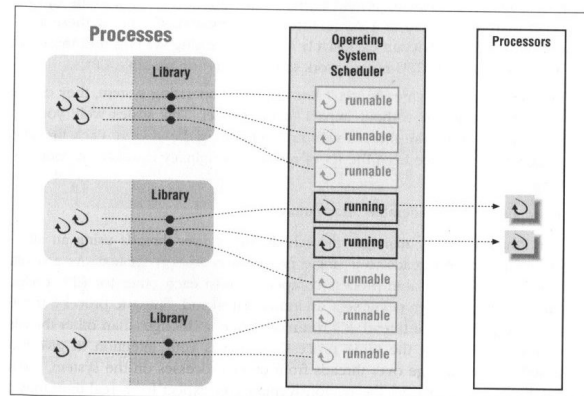 Processes
Operating
System
Scheduler
Processors
Library
runnable
runnable
runnable
Library
running
running
runnable
Library
runnable
runnable